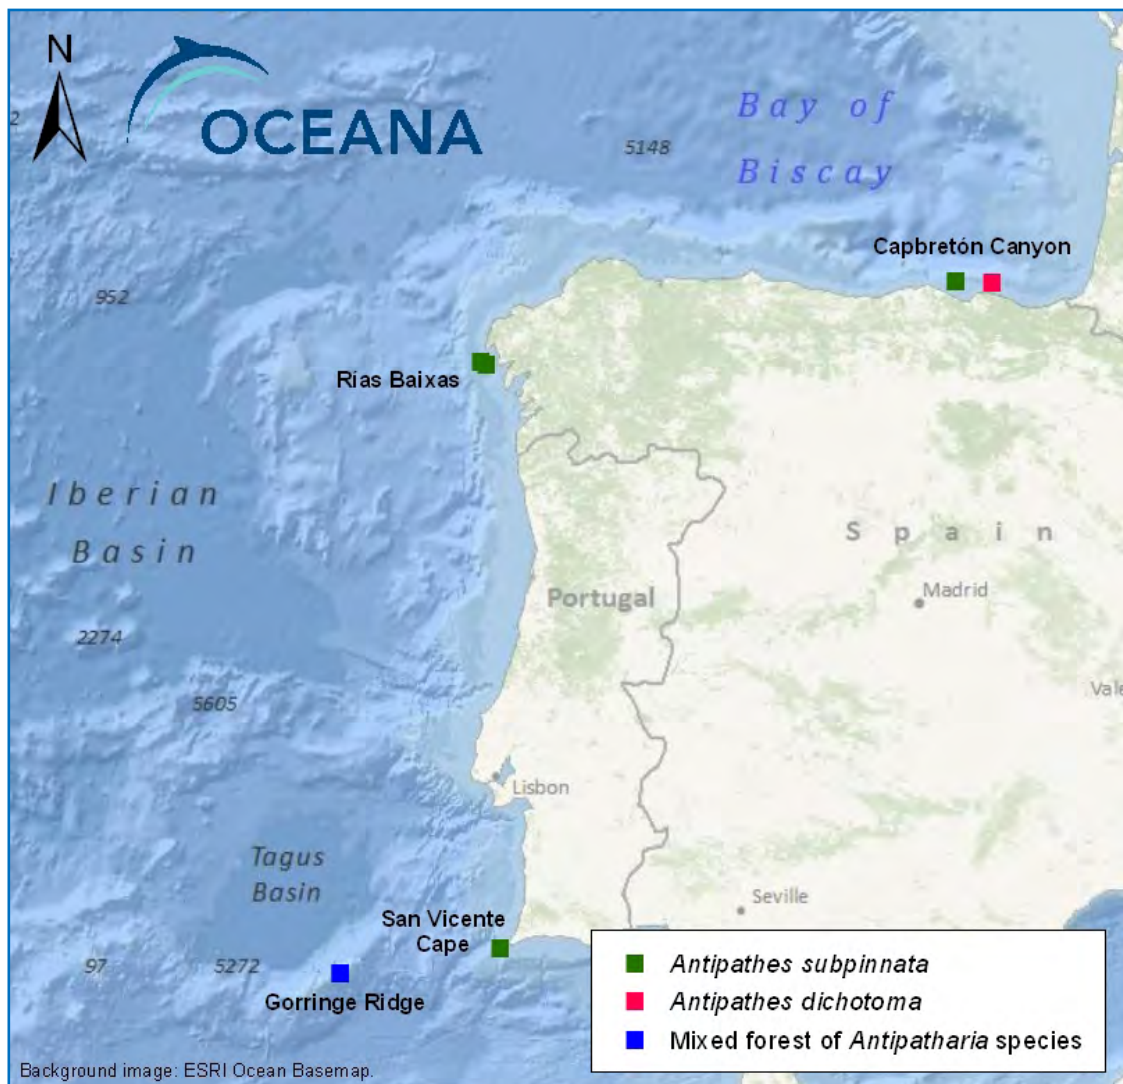 N
OCEANA
2
5148
Bay of
Biscay
Capbretón Canyon
952
Rías Baixas
Iberian
Basin
Spain
Madrid
Portugal
2274
Vale
5605
Lisbon
Tagus
Basin
Seville
San Vicente
Cape
97
5272
Gorringe Ridge
Antipathes subpinnata
Antipathes dichotoma
Mixed forest of Antipatharia species
Background image: ESRI Ocean Basemap.